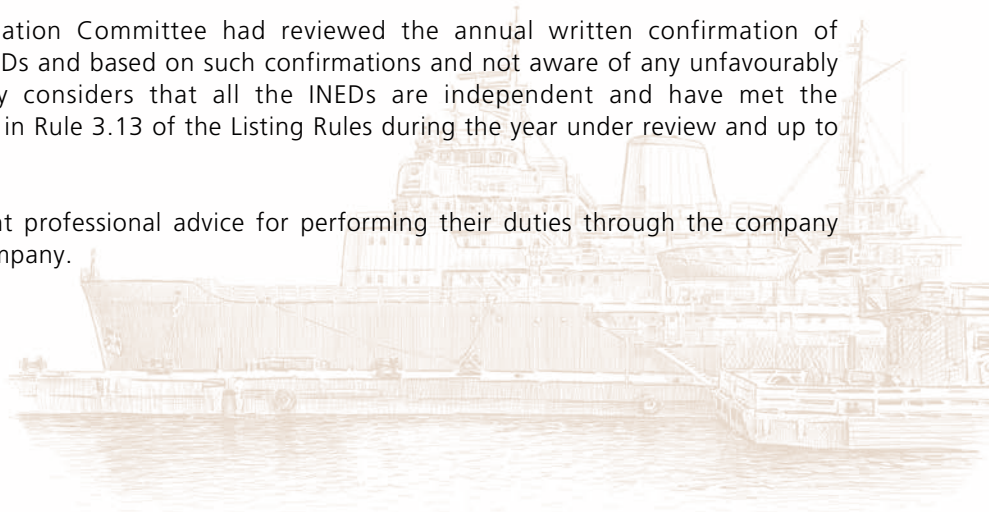 ation Committee had reviewed the annual written confirmation of
Ds and based on such confirmations and not aware of any unfavourably
y considers that all the INEDs are independent and have met the
in Rule 3.13 of the Listing Rules during the year under review and up to
t professional advice for performing their duties through the company
mpany.